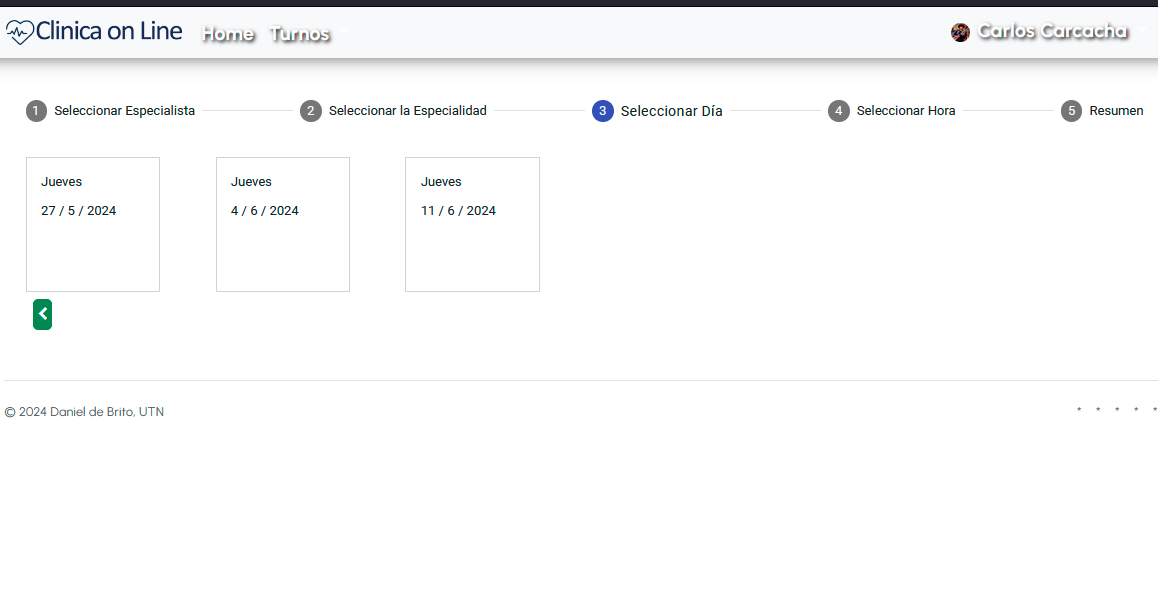 Clinica on Line Home Turnos Carlos Carcacha
1 Seleccionar Especialista 2 Seleccionar la Especialidad 3 Seleccionar Día 4 Seleccionar Hora 5 Resumen
Jueves Jueves Jueves
27 / 5 / 2024 4 / 6 / 2024 11 / 6 / 2024
© 2024 Daniel de Brito, UTN * * * * *